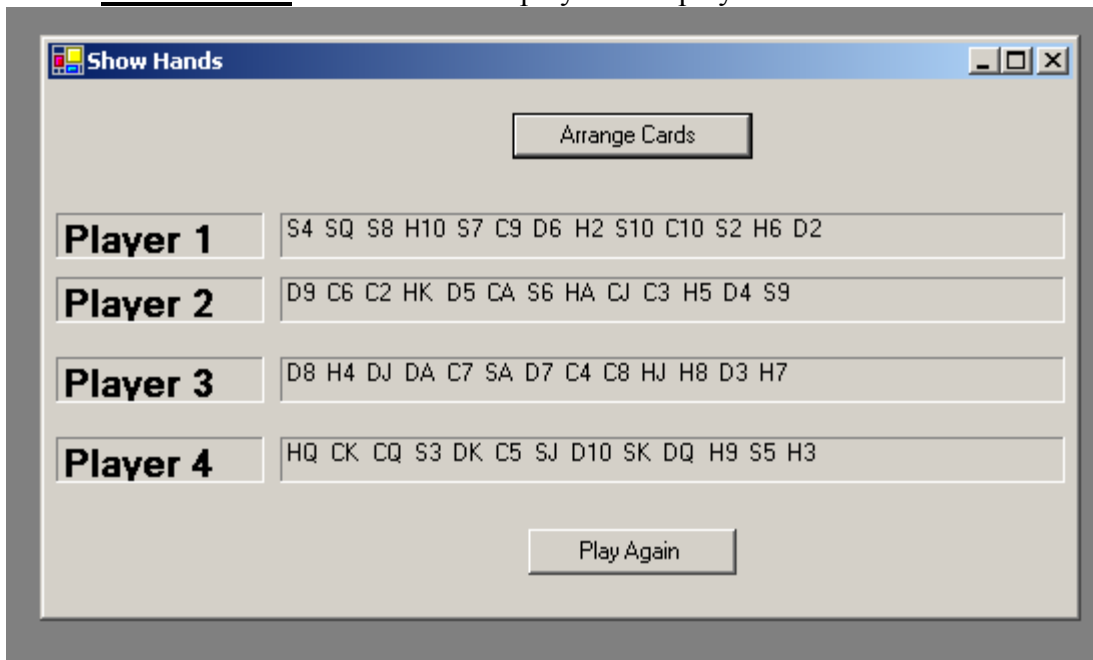 Show Hands
Arrange Cards
Player 1 S4 SQ S8 H10 S7 C9 D6 H2 S10 C10 S2 H6 D2
Player 2 D9 C6 C2 HK D5 CA S6 HA CJ C3 H5 D4 S9
Player 3 D8 H4 DJ DA C7 SA D7 C4 C8 HJ H8 D3 H7
Player 4 HQ CK CQ S3 DK C5 SJ D10 SK DQ H9 S5 H3
Play Again